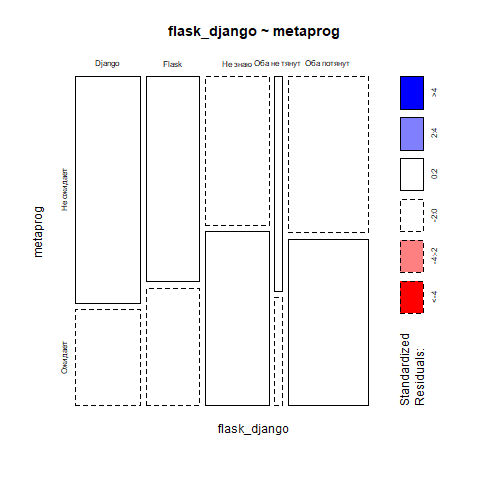 flask_django ~ metaprog
Django
Flask
Не знаю
Оба не тянут
Оба потянут
Не ожидает
Ожидает
metaprog
flask_django
>4
2:4
0:2
-2:0
-4:-2
<-4
Standardized
Residuals: